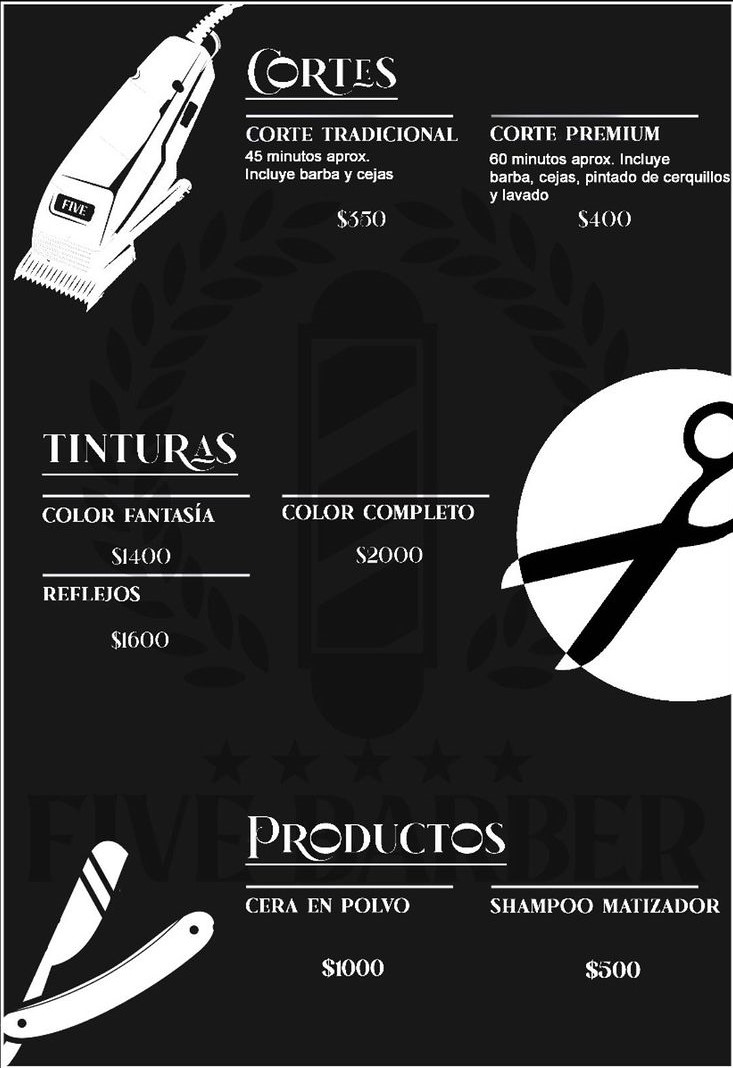 CORTES
CORTE TRADICIONAL
45 minutos aprox.
Incluye barba y cejas
$350
CORTE PREMIUM
60 minutos aprox. Incluye
barba, cejas, pintado de cerquillos
y lavado
$400
FIVE
TINTURAS
COLOR FANTASÍA
$1400
COLOR COMPLETO
$2000
REFLEJOS
$1600
FIVE BARBER
PRODUCTOS
CERA EN POLVO
$1000
SHAMPOO MATIZADOR
$500